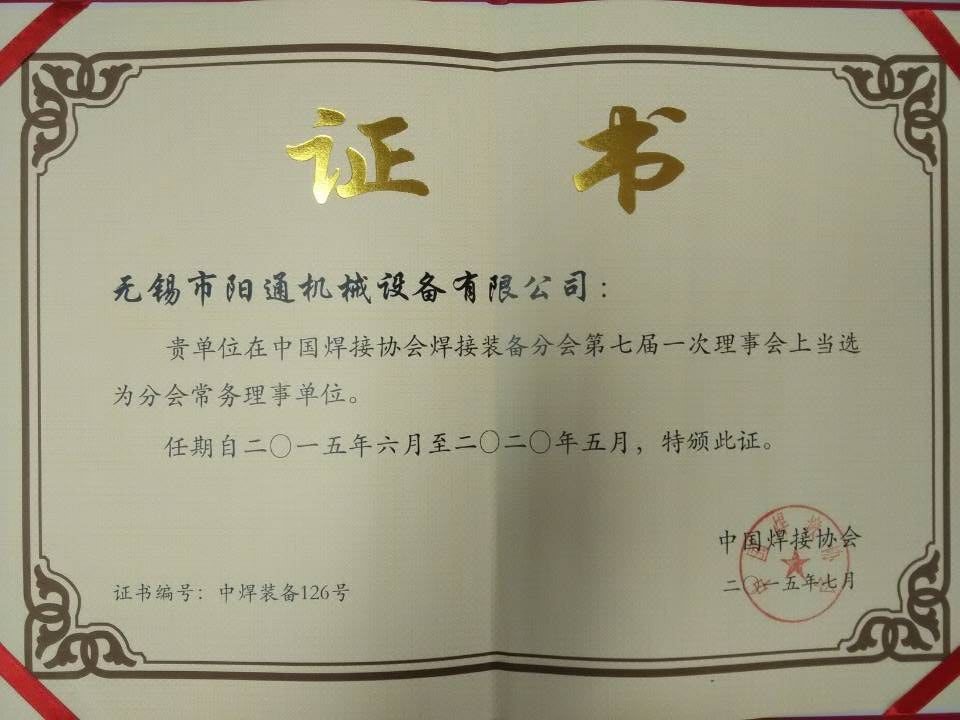 证书
无锡市阳通机械设备有限公司：
贵单位在中国焊接协会焊接装备分会第七届一次理事会上当选
为分会常务理事单位。
任期自二〇一五年六月至二〇二〇年五月，特颁此证。
中国焊接协会
二〇一五年七月
证书编号：中焊装备126号